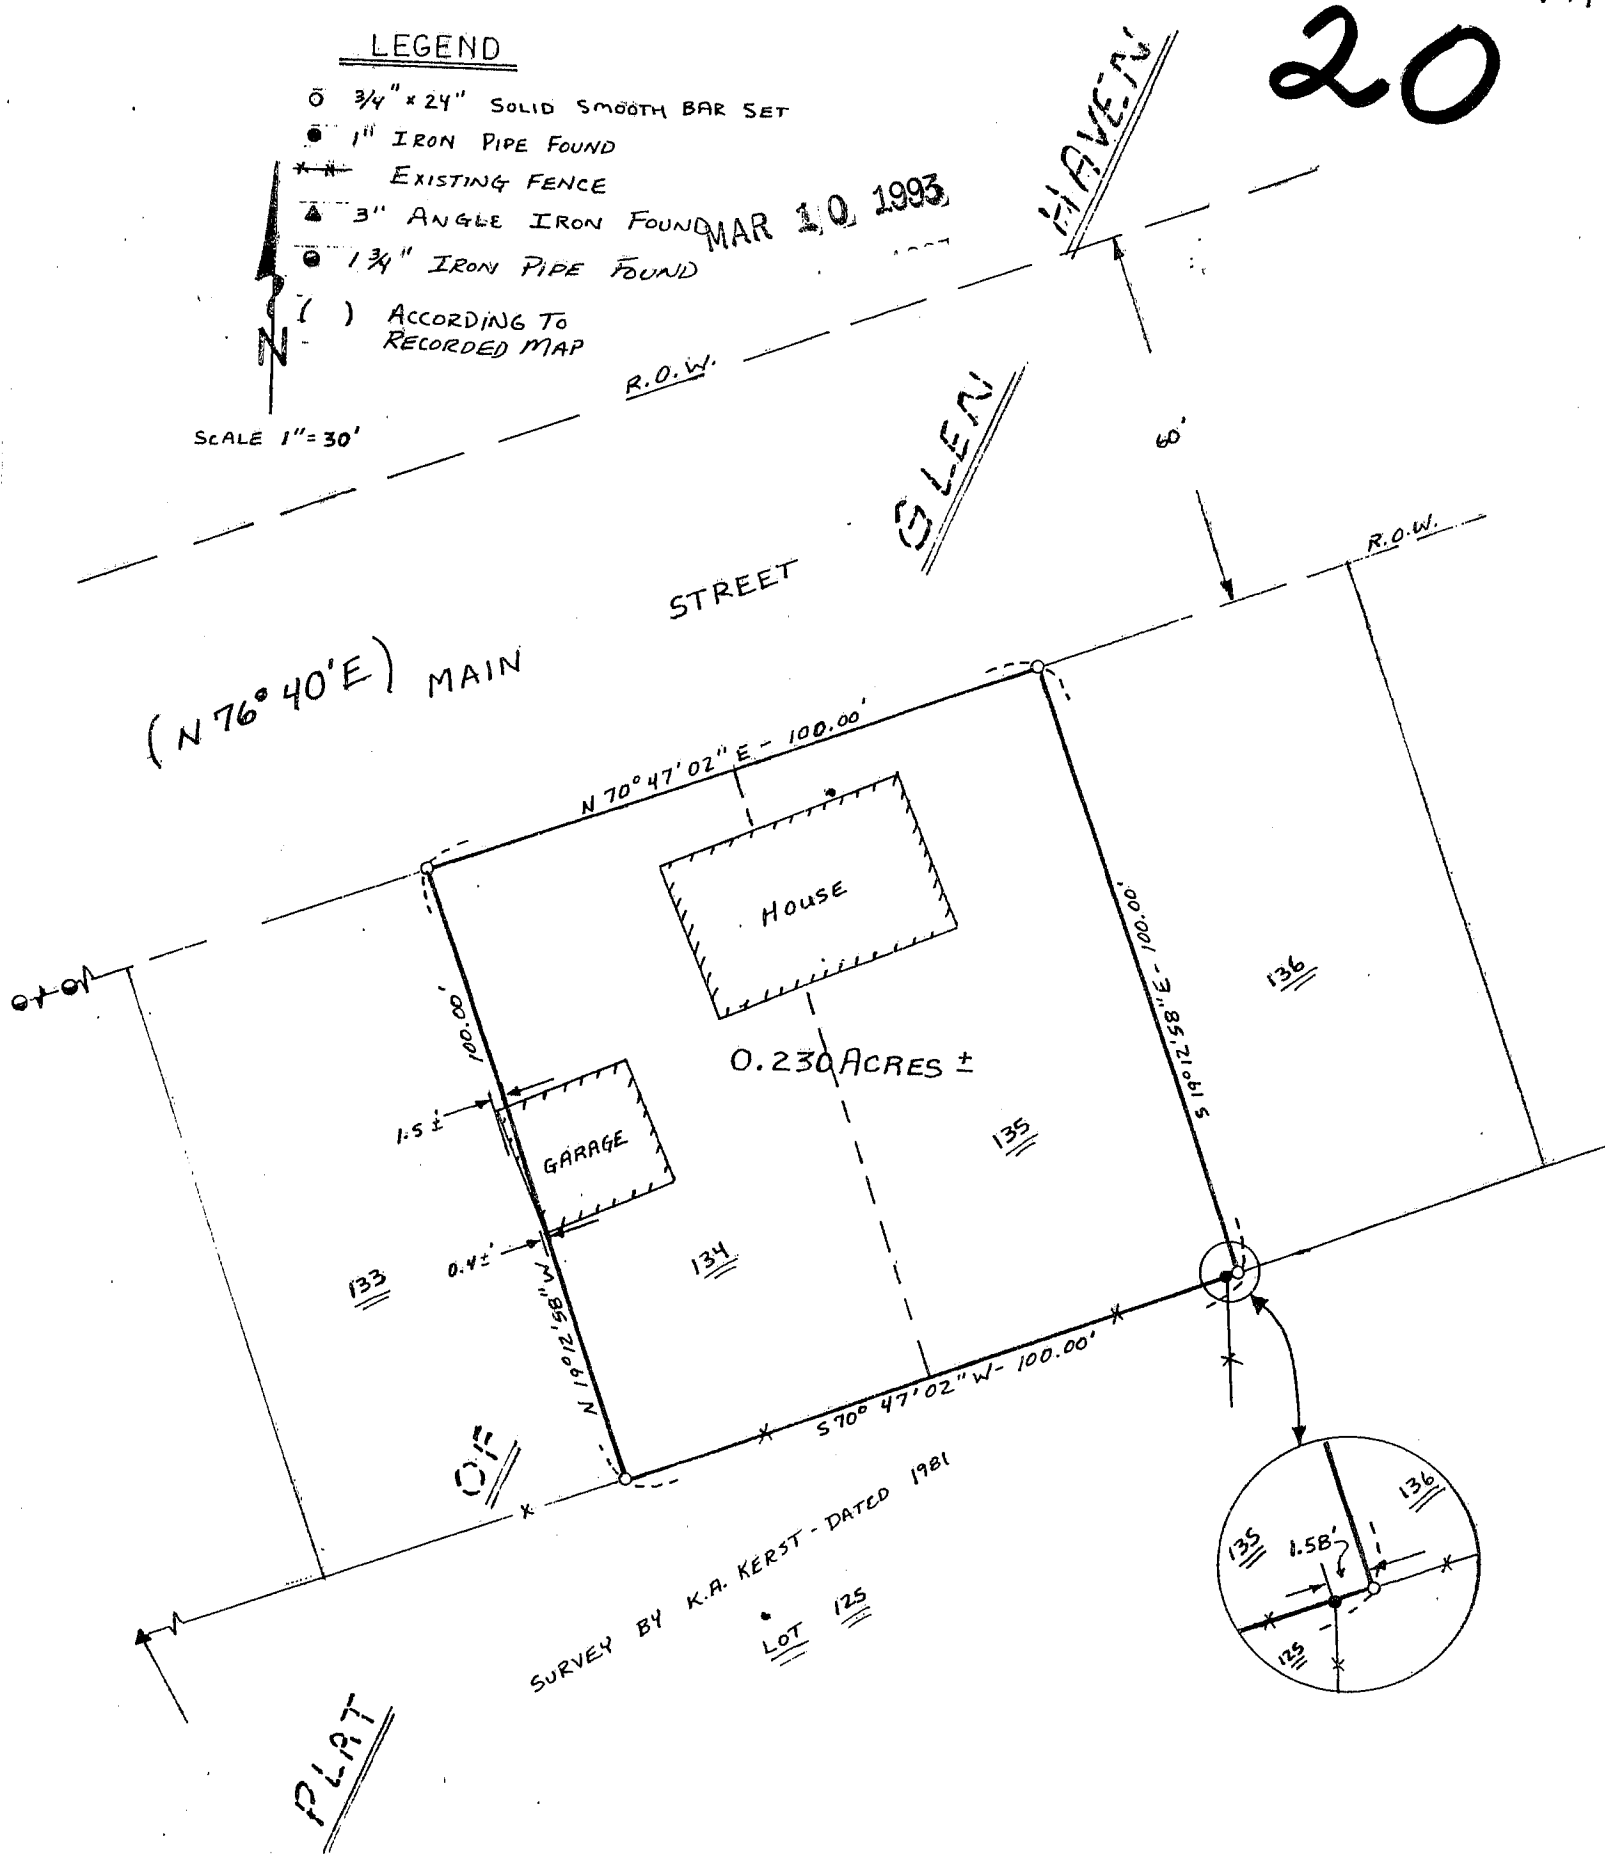 20
LEGEND
3/4" x 24" SOLID SMOOTH BAR SET
1" IRON PIPE FOUND
EXISTING FENCE
3" ANGLE IRON FOUND
1 3/4" IRON PIPE FOUND
( ) ACCORDING TO
RECORDED MAP
MAR 10 1993
N
SCALE 1"=30'
R.O.W.
HAVEN
GLEN
60'
R.O.W.
STREET
MAIN
(N 76° 40' E)
N 70° 47' 02" E - 100.00'
HOUSE
S 19° 12' 58" E - 100.00'
136
100.00'
0.230 ACRES ±
1.5 ±'
GARAGE
135
0.4 ±'
133
134
N 19° 12' 58" W
S 70° 47' 02" W - 100.00'
OF
SURVEY BY K.A. KERST - DATED 1981
LOT 125
136
135
1.58'
125
PLAT